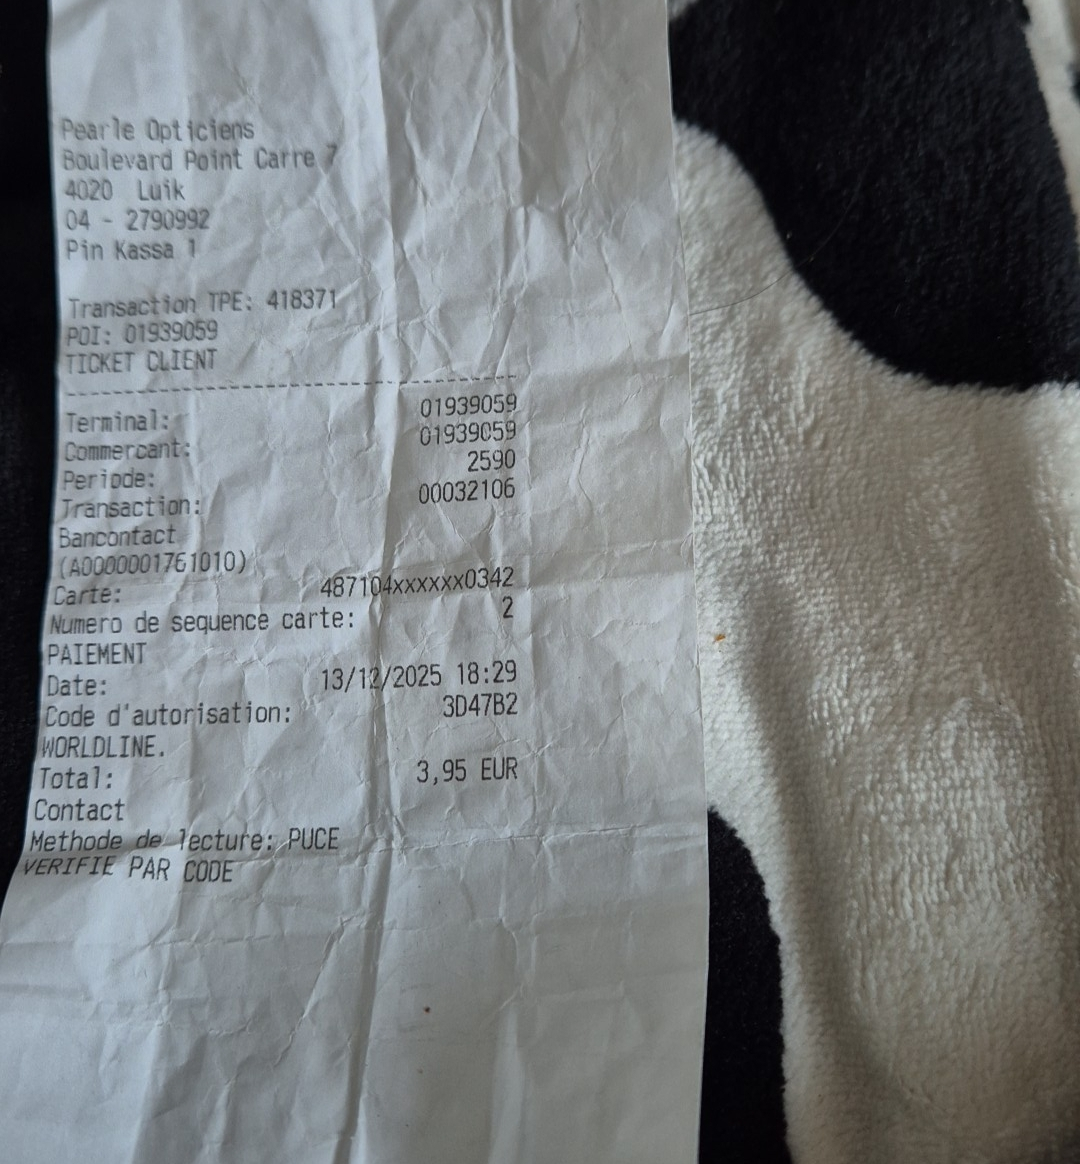 Pearle Opticiens
Boulevard Point Carre 7
4020 Luik
04 - 2790992
Pin Kassa 1
Transaction TPE: 418371
POI: 01939059
TICKET CLIENT
--------------------------------
Terminal: 01939059
Commercant: 01939059
Periode: 2590
Transaction: 00032106
Bancontact
(A0000001761010)
Carte: 487104xxxxxx0342
Numero de sequence carte: 2
PAIEMENT
Date: 13/12/2025 18:29
Code d'autorisation: 3D47B2
WORLDLINE.
Total: 3,95 EUR
Contact
Methode de lecture: PUCE
VERIFIE PAR CODE